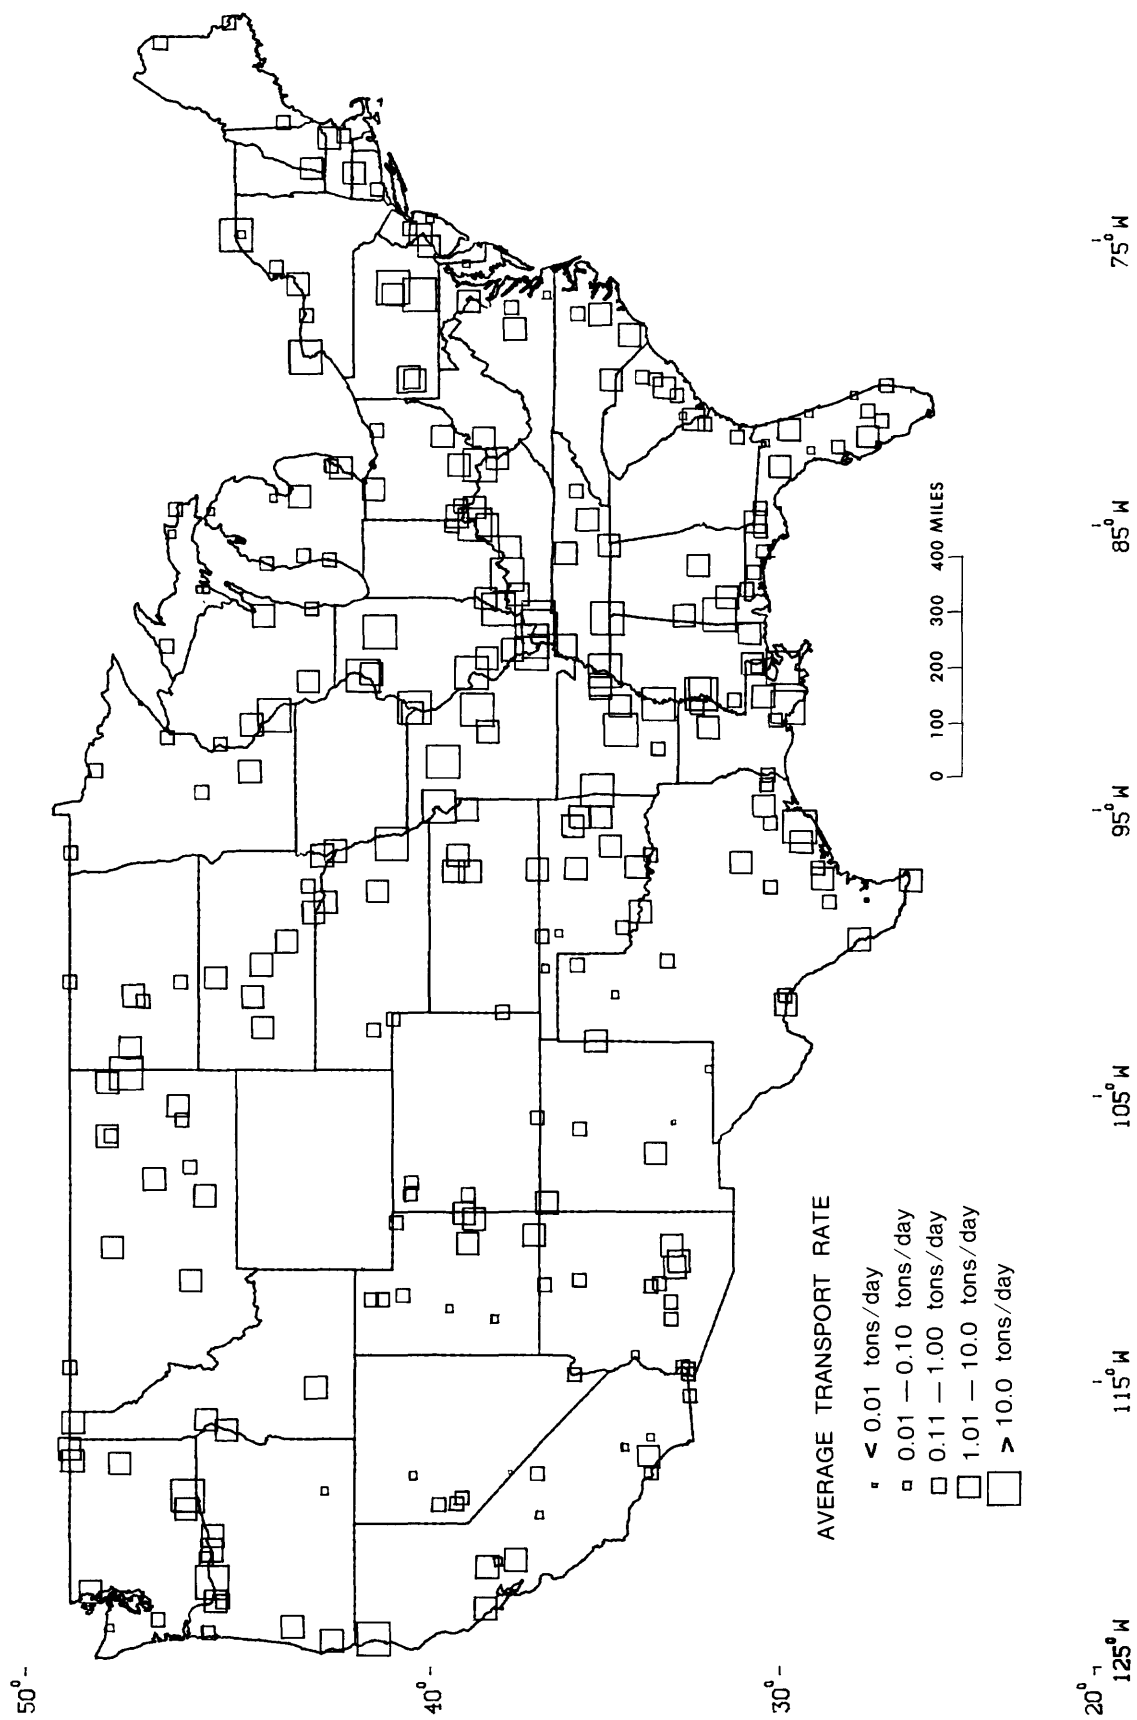 50°
40°
30°
20°
125° W
115° W
105° W
95° W
85° W
75° W
0 100 200 300 400 MILES
AVERAGE TRANSPORT RATE
< 0.01 tons/day
0.01 – 0.10 tons/day
0.11 – 1.00 tons/day
1.01 – 10.0 tons/day
> 10.0 tons/day